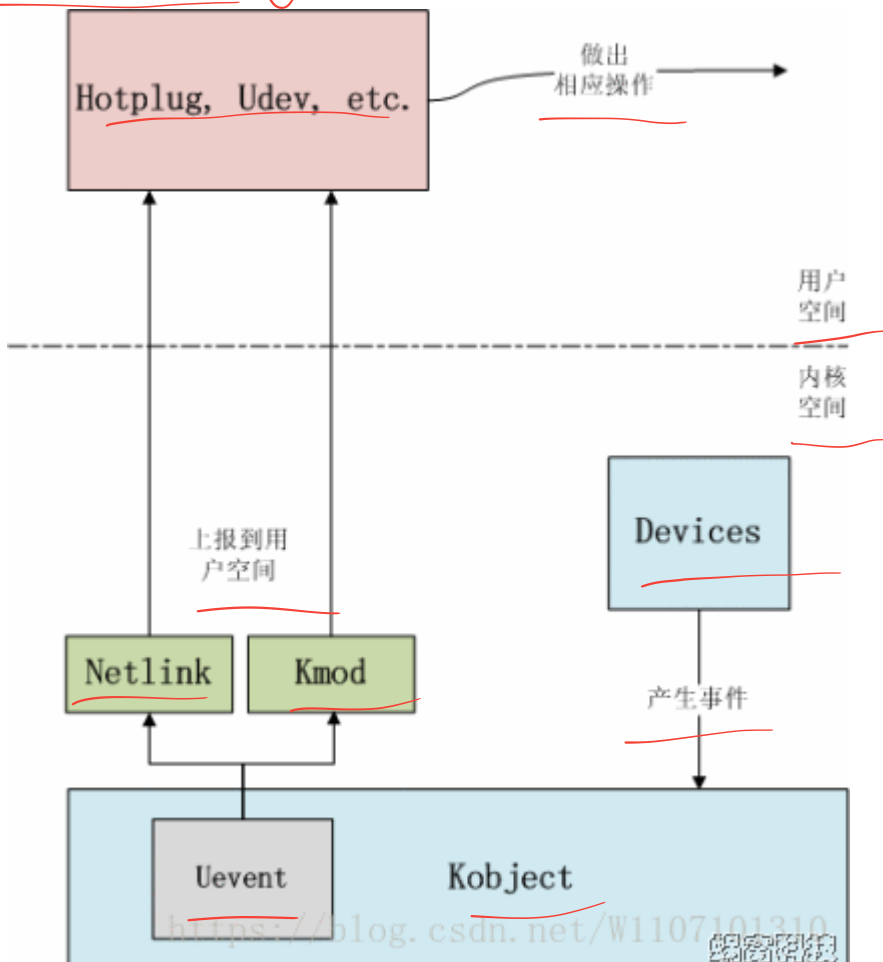 做出
相应操作
Hotplug, Udev, etc.
用户
空间
内核
空间
Devices
上报到用
户空间
Netlink
Kmod
产生事件
Uevent
Kobject
https://blog.csdn.net/W1107101310